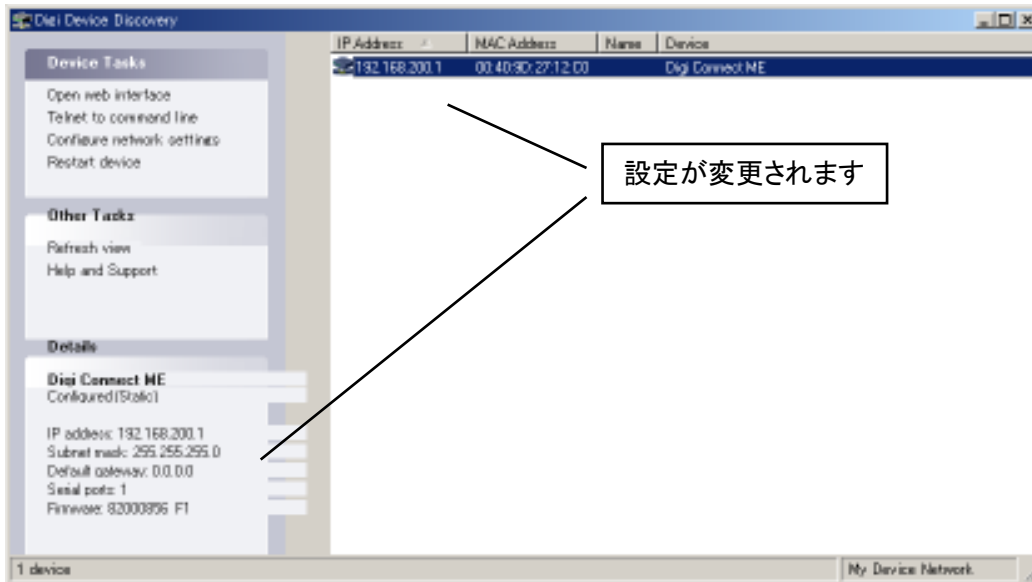 Digi Device Discovery
Device Tasks
Open web interface
Telnet to command line
Configure network settings
Restart device
Other Tasks
Refresh view
Help and Support
Details
Digi Connect ME
Configured (Static)
IP address: 192.168.200.1
Subnet mask: 255.255.255.0
Default gateway: 0.0.0.0
Serial ports: 1
Firmware: 82000856 F1
IP Address MAC Address Name Device
192.168.200.1 00:40:9D:27:12:D0 Digi Connect ME
設定が変更されます
1 device
My Device Network